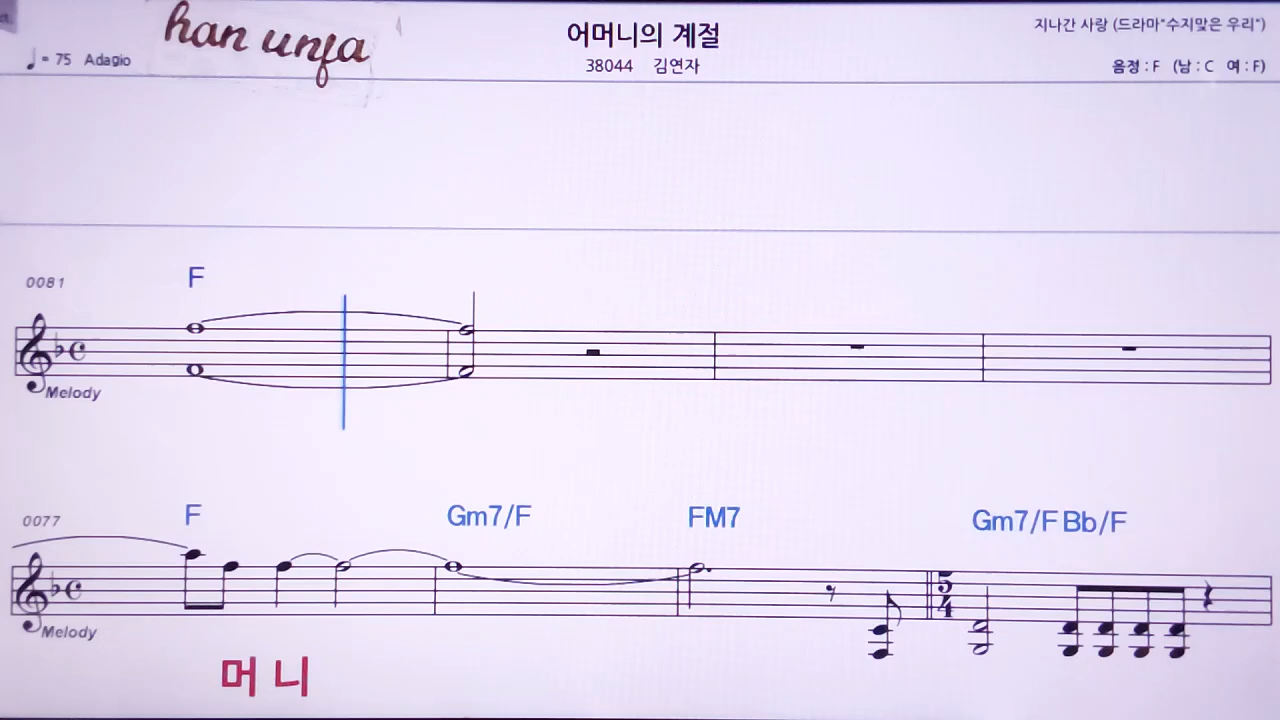 han unja
어머니의 계절
지나간 사랑 (드라마"수지맞은 우리")
♩ = 75 Adagio
38044 김연자
음정 : F (남 : C 여 : F)
0081
F
Melody
0077
F Gm7/F FM7 Gm7/F Bb/F
5
4
Melody
머 니